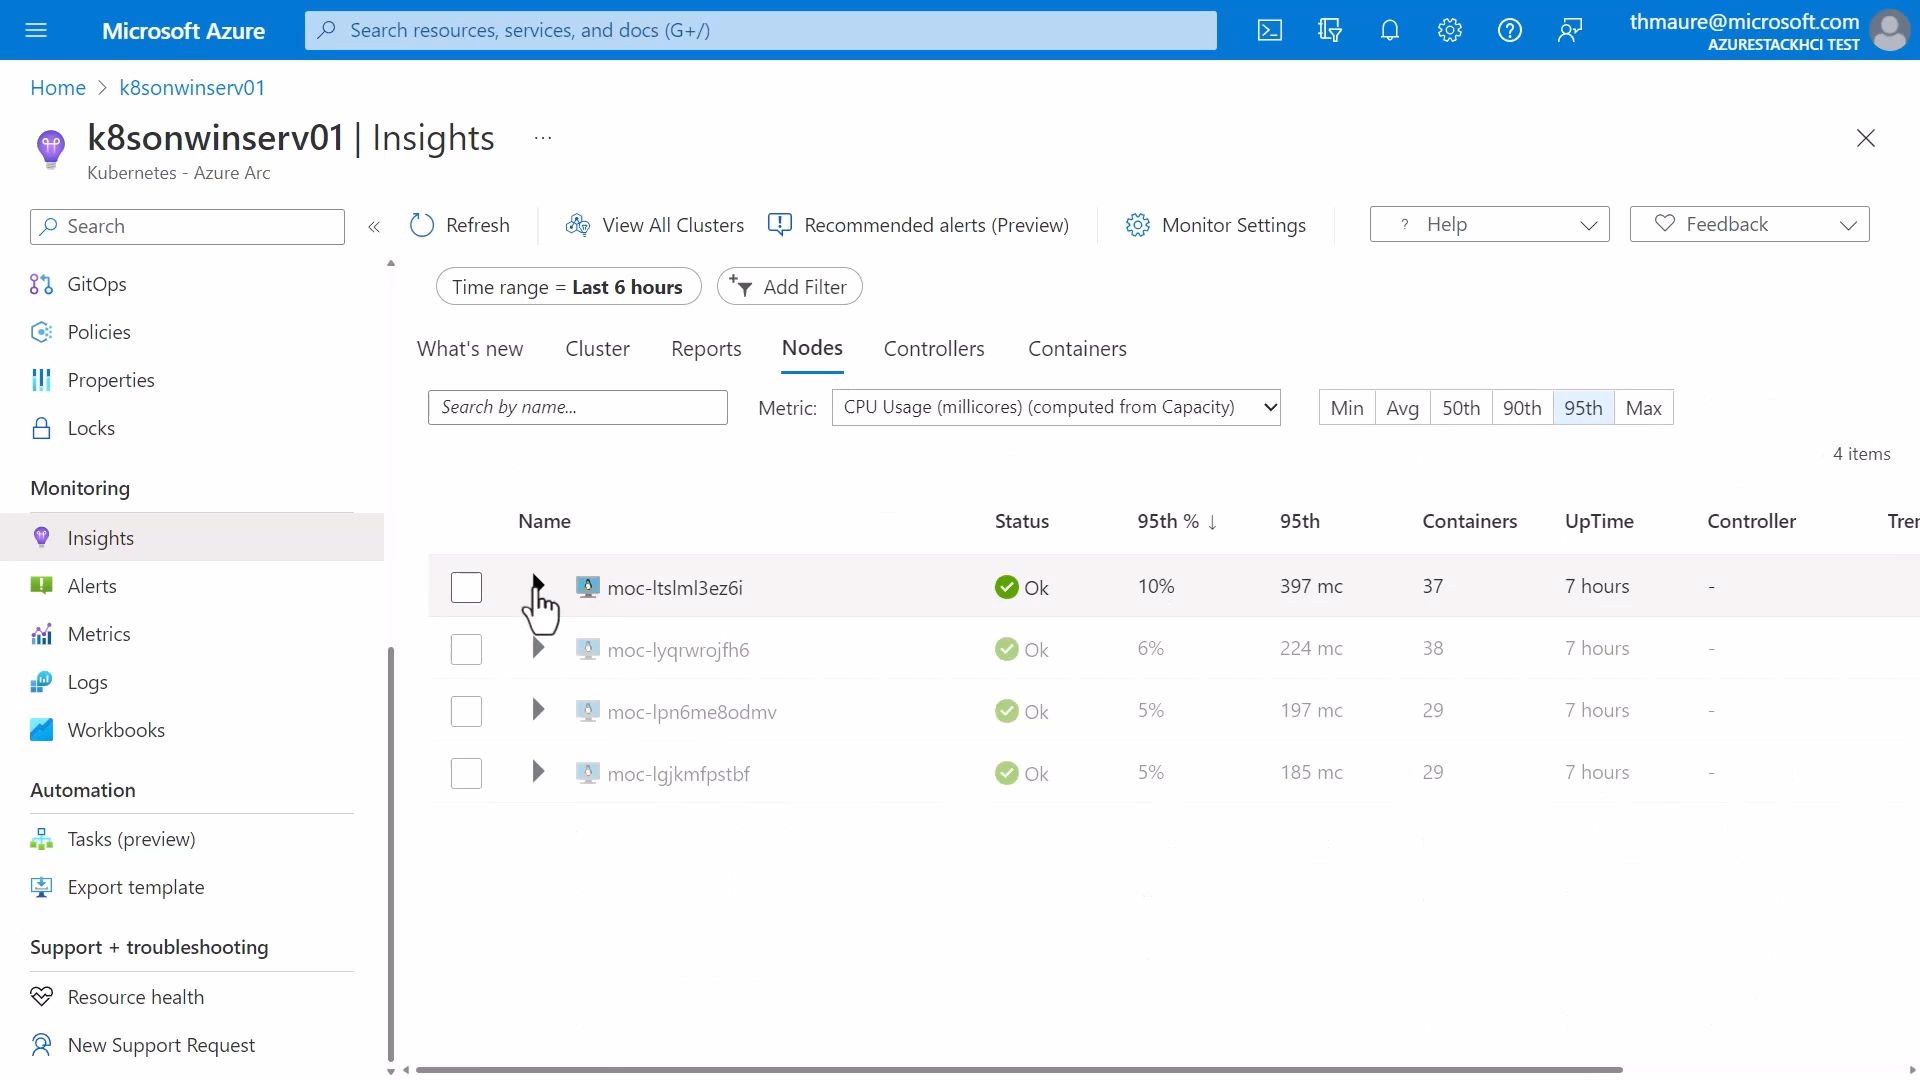 Microsoft Azure
Search resources, services, and docs (G+/)
thmaure@microsoft.com
AZURESTACKHCI TEST
Home > k8sonwinserv01
k8sonwinserv01 | Insights ...
Kubernetes - Azure Arc
Search
«
Refresh
View All Clusters
Recommended alerts (Preview)
Monitor Settings
? Help
Feedback
GitOps
Policies
Properties
Locks
Monitoring
Insights
Alerts
Metrics
Logs
Workbooks
Automation
Tasks (preview)
Export template
Support + troubleshooting
Resource health
New Support Request
Time range = Last 6 hours
Add Filter
What's new Cluster Reports Nodes Controllers Containers
Search by name...
Metric: CPU Usage (millicores) (computed from Capacity)
Min Avg 50th 90th 95th Max
4 items
Name Status 95th % ↓ 95th Containers UpTime Controller Tren
moc-ltslml3ez6i Ok 10% 397 mc 37 7 hours -
moc-lyqrwrojfh6 Ok 6% 224 mc 38 7 hours -
moc-lpn6me8odmv Ok 5% 197 mc 29 7 hours -
moc-lgjkmfpstbf Ok 5% 185 mc 29 7 hours -